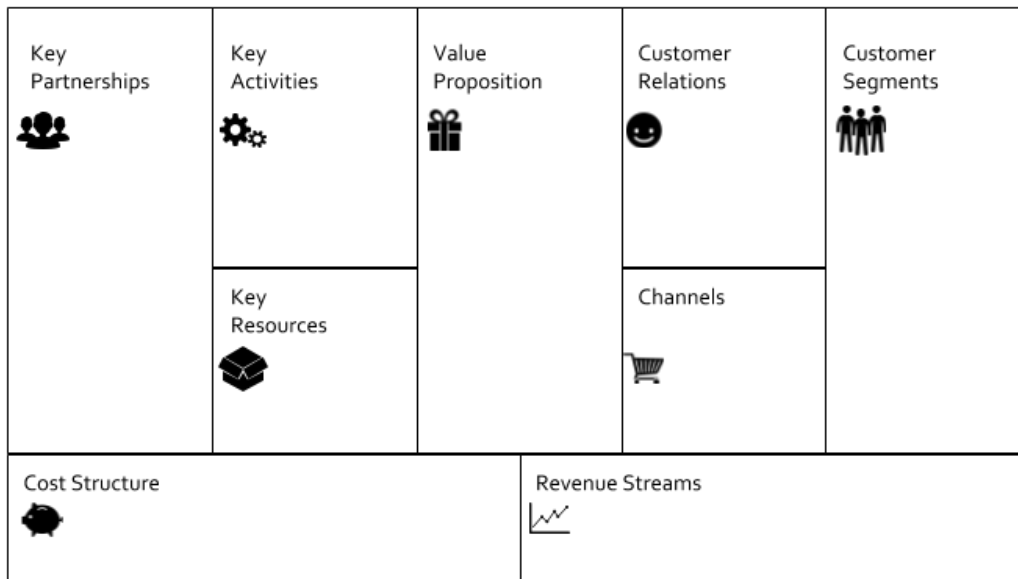 Key
Partnerships
Key
Activities
Value
Proposition
Customer
Relations
Customer
Segments
Key
Resources
Channels
Cost Structure
Revenue Streams